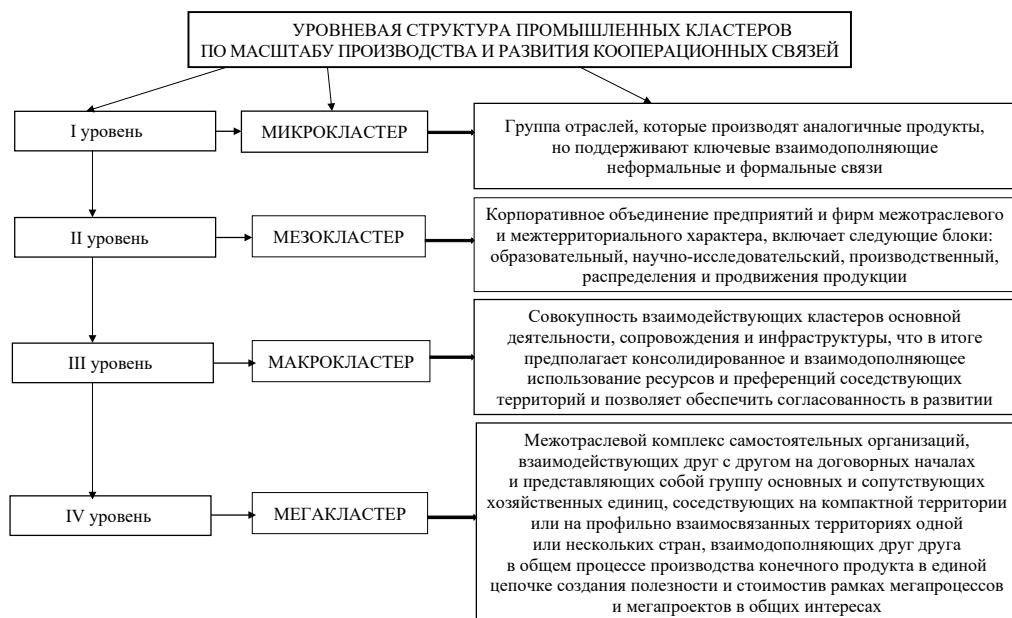 УРОВНЕВАЯ СТРУКТУРА ПРОМЫШЛЕННЫХ КЛАСТЕРОВ
ПО МАСШТАБУ ПРОИЗВОДСТВА И РАЗВИТИЯ КООПЕРАЦИОННЫХ СВЯЗЕЙ
I уровень
МИКРОКЛАСТЕР
Группа отраслей, которые производят аналогичные продукты,
но поддерживают ключевые взаимодополняющие
неформальные и формальные связи
II уровень
МЕЗОКЛАСТЕР
Корпоративное объединение предприятий и фирм межотраслевого
и межтерриториального характера, включает следующие блоки:
образовательный, научно-исследовательский, производственный,
распределения и продвижения продукции
III уровень
МАКРОКЛАСТЕР
Совокупность взаимодействующих кластеров основной
деятельности, сопровождения и инфраструктуры, что в итоге
предполагает консолидированное и взаимодополняющее
использование ресурсов и преференций соседствующих
территорий и позволяет обеспечить согласованность в развитии
IV уровень
МЕГАКЛАСТЕР
Межотраслевой комплекс самостоятельных организаций,
взаимодействующих друг с другом на договорных началах
и представляющих собой группу основных и сопутствующих
хозяйственных единиц, соседствующих на компактной территории
или на профильно взаимосвязанных территориях одной
или нескольких стран, взаимодополняющих друг друга
в общем процессе производства конечного продукта в единой
цепочке создания полезности и стоимостив рамках мегапроцессов
и мегапроектов в общих интересах